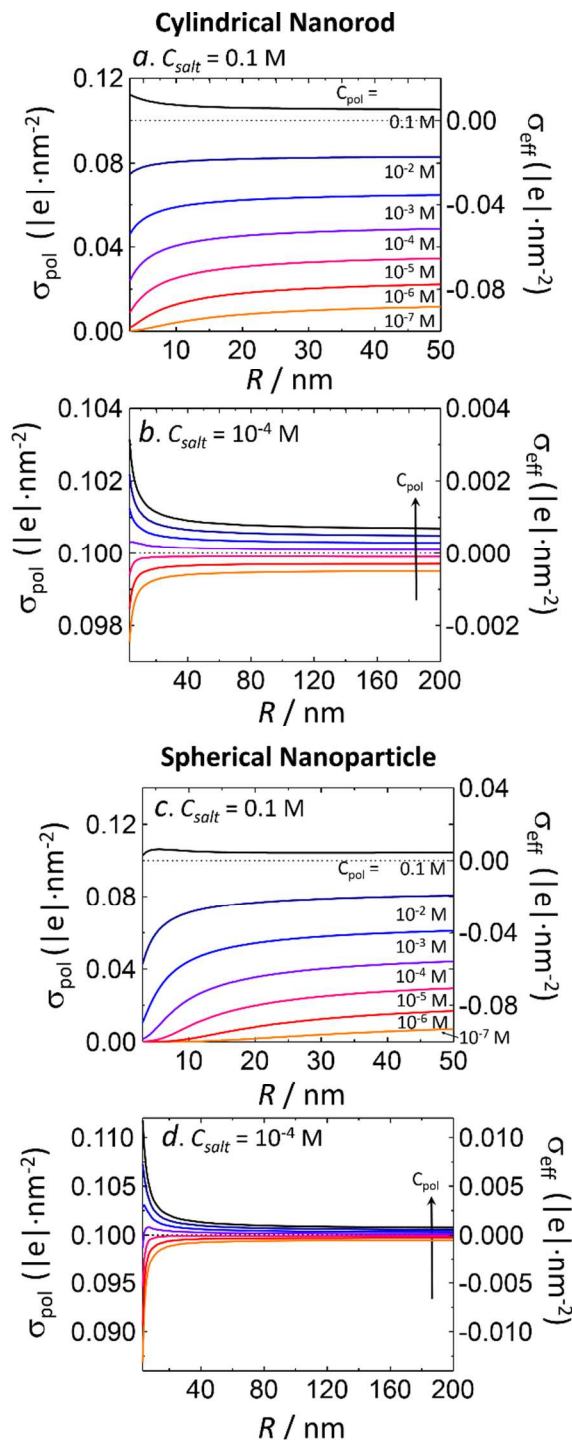 Cylindrical Nanorod
a. C_salt = 0.1 M
0.12
0.08
0.04
0.00
σ_pol (|e|·nm⁻²)
C_pol =
0.1 M
10⁻² M
10⁻³ M
10⁻⁴ M
10⁻⁵ M
10⁻⁶ M
10⁻⁷ M
0.00
-0.04
-0.08
σ_eff (|e|·nm⁻²)
10 20 30 40 50
R / nm
b. C_salt = 10⁻⁴ M
0.104
0.102
0.100
0.098
σ_pol (|e|·nm⁻²)
C_pol
0.004
0.002
0.000
-0.002
σ_eff (|e|·nm⁻²)
40 80 120 160 200
R / nm
Spherical Nanoparticle
c. C_salt = 0.1 M
0.12
0.08
0.04
0.00
σ_pol (|e|·nm⁻²)
C_pol = 0.1 M
10⁻² M
10⁻³ M
10⁻⁴ M
10⁻⁵ M
10⁻⁶ M
10⁻⁷ M
0.04
0.00
-0.04
-0.08
σ_eff (|e|·nm⁻²)
10 20 30 40 50
R / nm
d. C_salt = 10⁻⁴ M
0.110
0.105
0.100
0.095
0.090
σ_pol (|e|·nm⁻²)
C_pol
0.010
0.005
0.000
-0.005
-0.010
σ_eff (|e|·nm⁻²)
40 80 120 160 200
R / nm